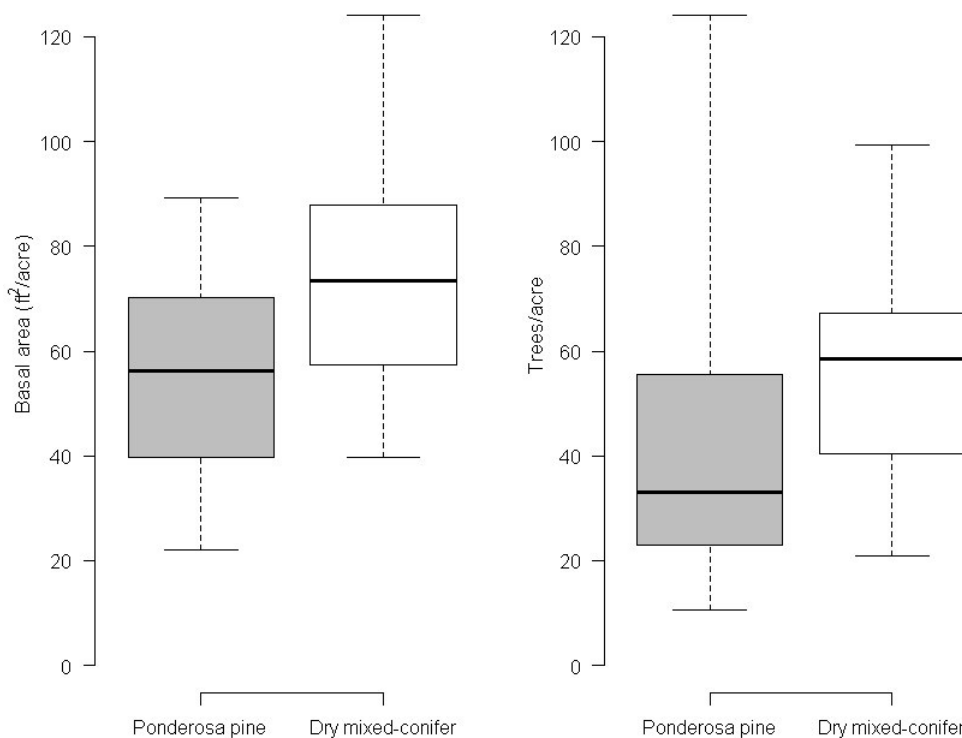 Basal area (ft²/acre)
120
100
80
60
40
20
0
Ponderosa pine
Dry mixed-conifer
Trees/acre
120
100
80
60
40
20
0
Ponderosa pine
Dry mixed-conifer